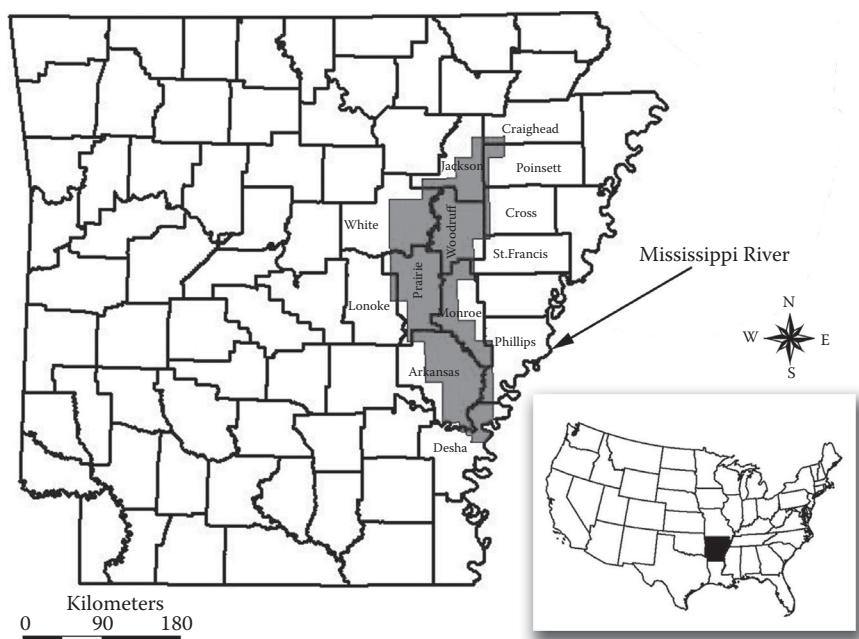 Craighead
Jackson
Poinsett
White
Woodruff
Cross
St.Francis
Mississippi River
Prairie
Lonoke
Monroe
N
W
E
S
Phillips
Arkansas
Desha
Kilometers
0 90 180